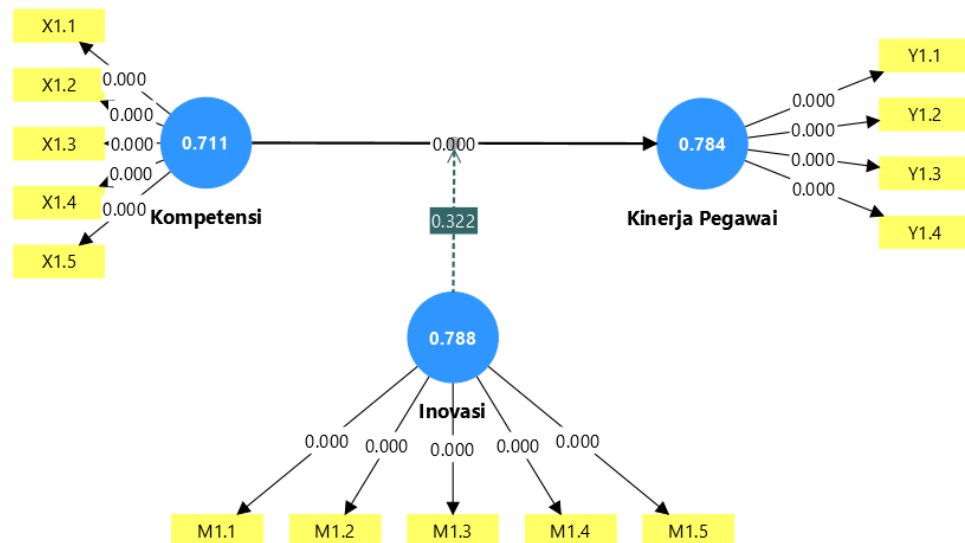 X1.1
X1.2
X1.3
X1.4
X1.5
0.000
0.000
0.000
0.000
0.000
0.711
Kompetensi
0.000
0.322
0.784
Kinerja Pegawai
0.000
0.000
0.000
0.000
Y1.1
Y1.2
Y1.3
Y1.4
0.788
Inovasi
0.000
0.000
0.000
0.000
0.000
M1.1
M1.2
M1.3
M1.4
M1.5